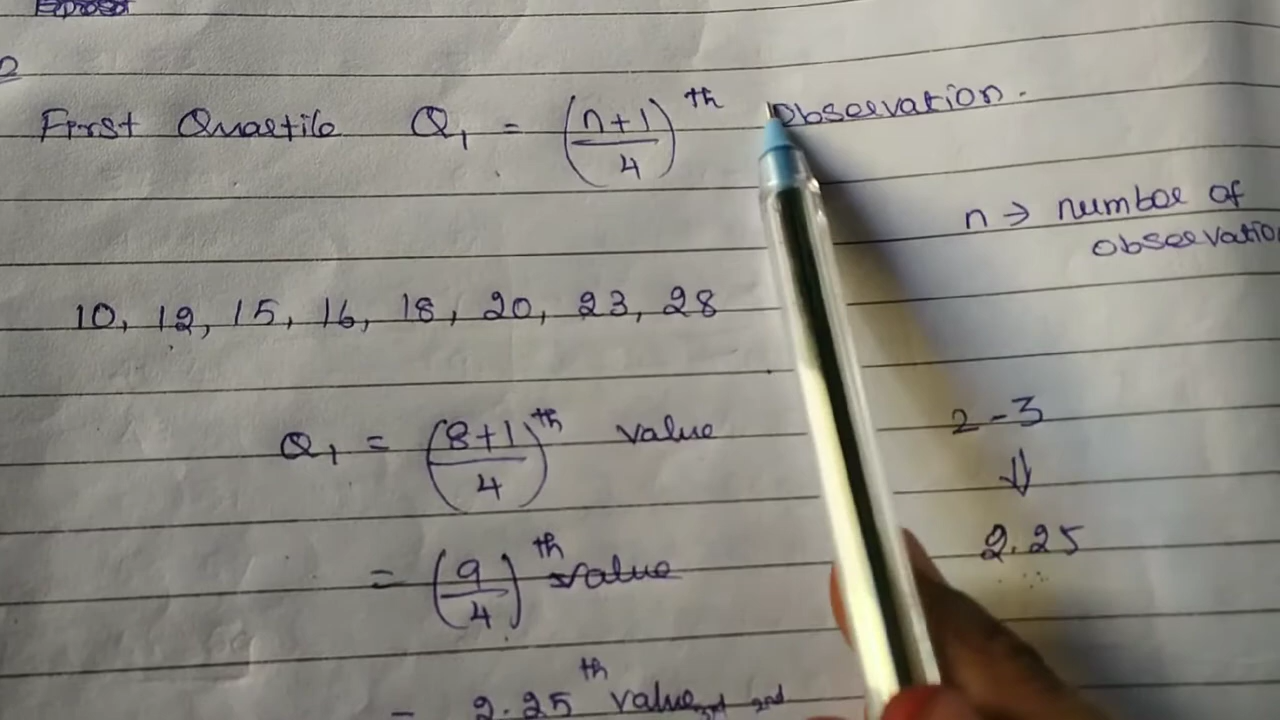 First Quartile Q₁ = ((n+1)/4)ᵗʰ Observation.
n → number of
observation
10, 12, 15, 16, 18, 20, 23, 28
Q₁ = ((8+1)/4)ᵗʰ value
2-3
⇓
2.25
= (9/4)ᵗʰ value
= 2.25ᵗʰ value